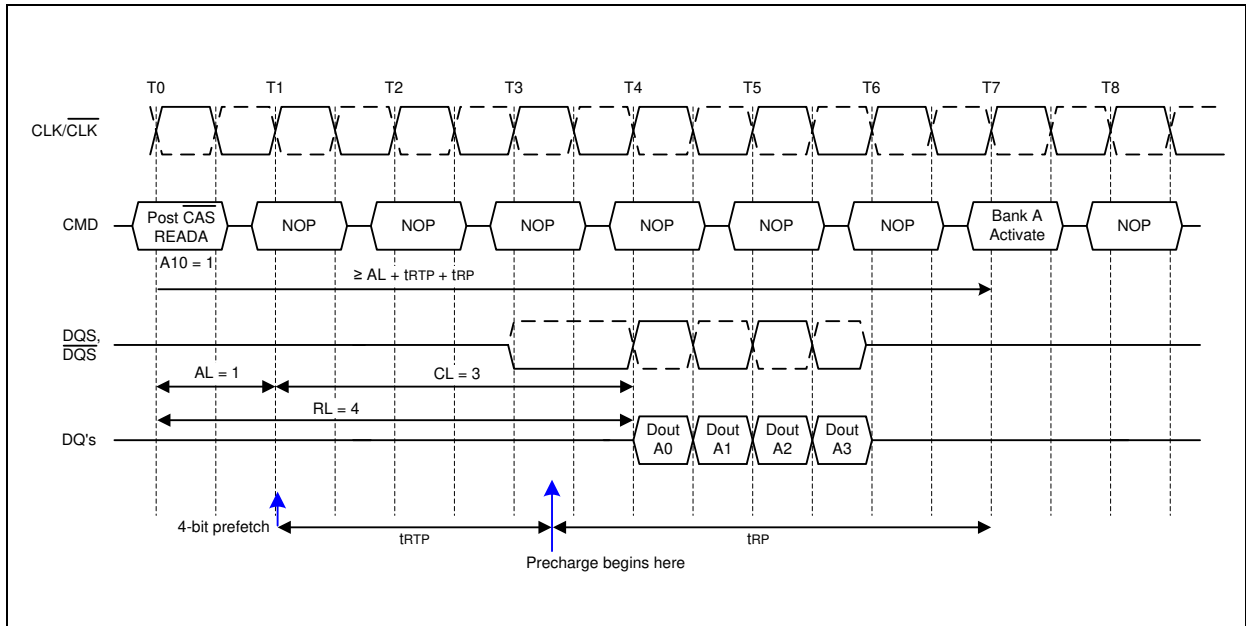 T0 T1 T2 T3 T4 T5 T6 T7 T8
CLK/CLK
CMD
Post CAS
READA
NOP NOP NOP NOP NOP NOP
Bank A
Activate
NOP
A10 = 1
≥ AL + tRTP + tRP
DQS,
DQS
AL = 1
CL = 3
RL = 4
DQ's
Dout
A0
Dout
A1
Dout
A2
Dout
A3
4-bit prefetch
tRTP
tRP
Precharge begins here